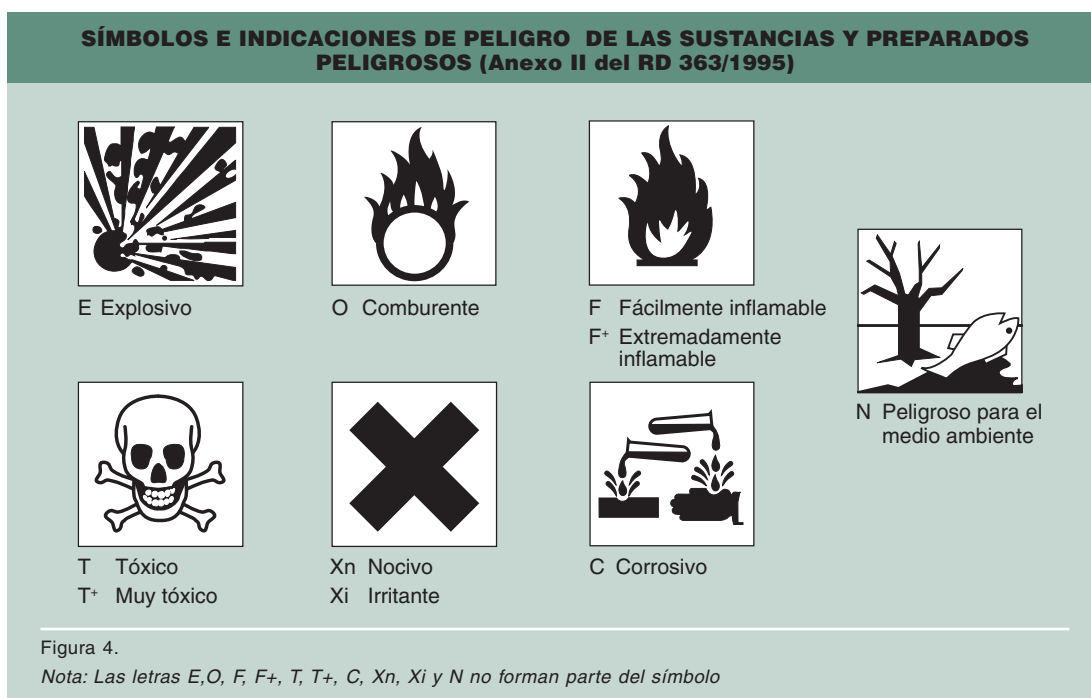 SÍMBOLOS E INDICACIONES DE PELIGRO DE LAS SUSTANCIAS Y PREPARADOS
PELIGROSOS (Anexo II del RD 363/1995)
E Explosivo
O Comburente
F Fácilmente inflamable
F+ Extremadamente
inflamable
N Peligroso para el
medio ambiente
T Tóxico
T+ Muy tóxico
Xn Nocivo
Xi Irritante
C Corrosivo
Figura 4.
Nota: Las letras E,O, F, F+, T, T+, C, Xn, Xi y N no forman parte del símbolo